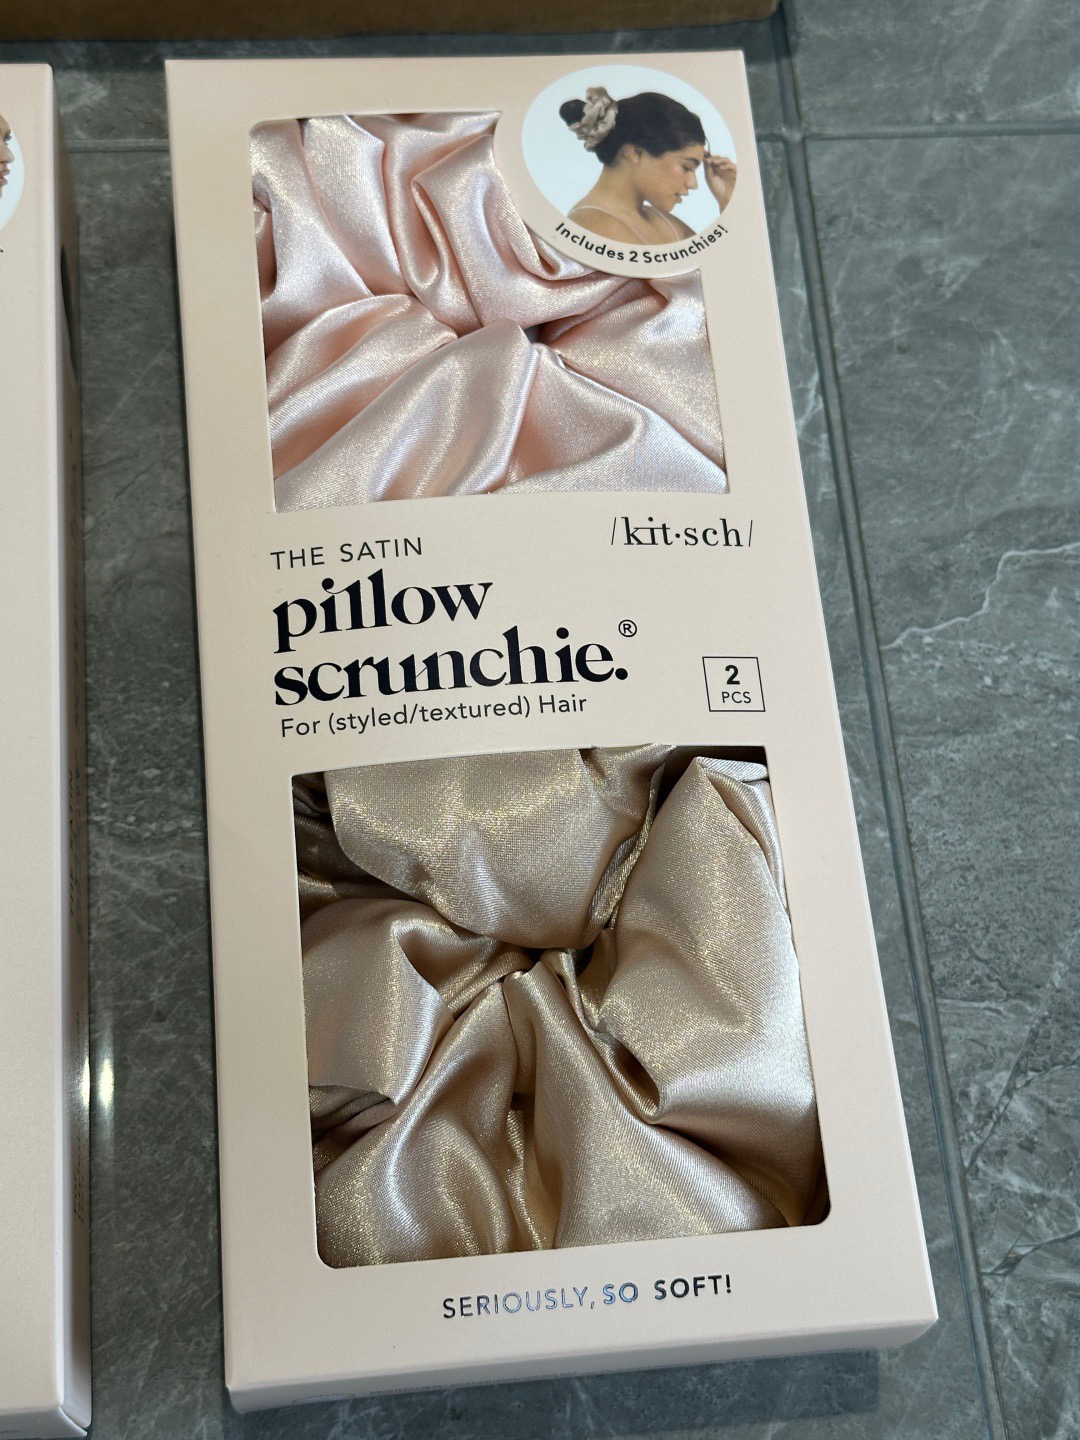 Includes 2 Scrunchies!
/kit·sch/
THE SATIN
pillow
scrunchie.®
For (styled/textured) Hair
2
PCS
SERIOUSLY, SO SOFT!